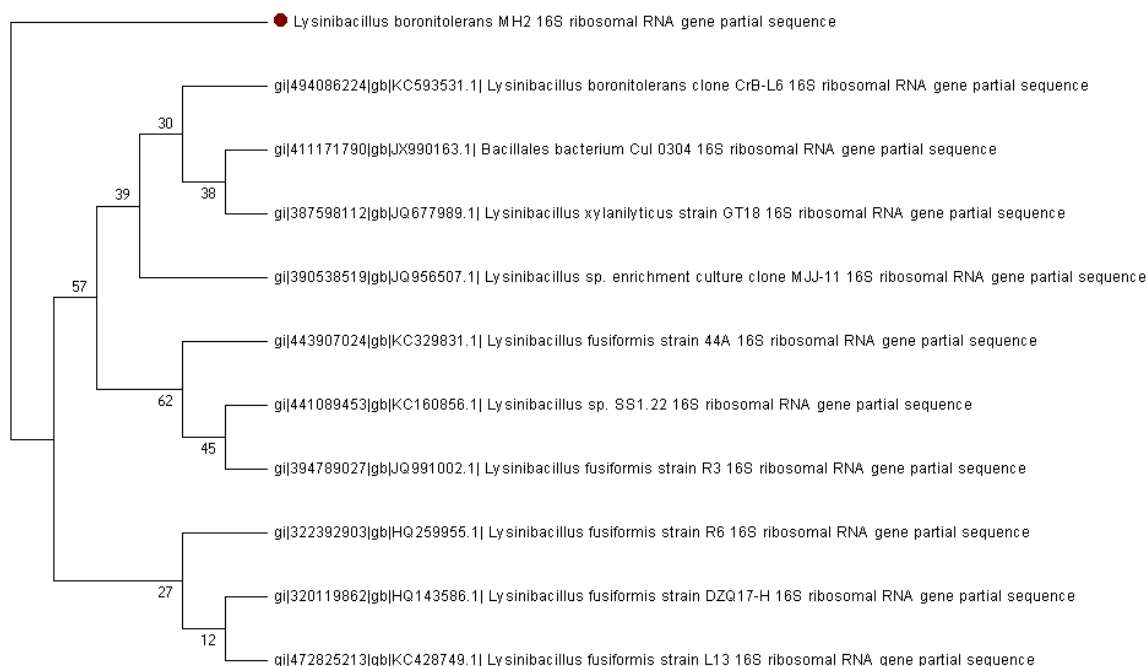 Lysinibacillus boronitolerans MH2 16S ribosomal RNA gene partial sequence
gi|494086224|gb|KC593531.1| Lysinibacillus boronitolerans clone CrB-L6 16S ribosomal RNA gene partial sequence
30
gi|411171790|gb|JX990163.1| Bacillales bacterium Cul 0304 16S ribosomal RNA gene partial sequence
38
39
gi|387598112|gb|JQ677989.1| Lysinibacillus xylanilyticus strain GT18 16S ribosomal RNA gene partial sequence
gi|390538519|gb|JQ956507.1| Lysinibacillus sp. enrichment culture clone MJJ-11 16S ribosomal RNA gene partial sequence
57
gi|443907024|gb|KC329831.1| Lysinibacillus fusiformis strain 44A 16S ribosomal RNA gene partial sequence
62
gi|441089453|gb|KC160856.1| Lysinibacillus sp. SS1.22 16S ribosomal RNA gene partial sequence
45
gi|394789027|gb|JQ991002.1| Lysinibacillus fusiformis strain R3 16S ribosomal RNA gene partial sequence
gi|322392903|gb|HQ259955.1| Lysinibacillus fusiformis strain R6 16S ribosomal RNA gene partial sequence
27
gi|320119862|gb|HQ143586.1| Lysinibacillus fusiformis strain DZQ17-H 16S ribosomal RNA gene partial sequence
12
gi|472825213|gb|KC428749.1| Lysinibacillus fusiformis strain L13 16S ribosomal RNA gene partial sequence